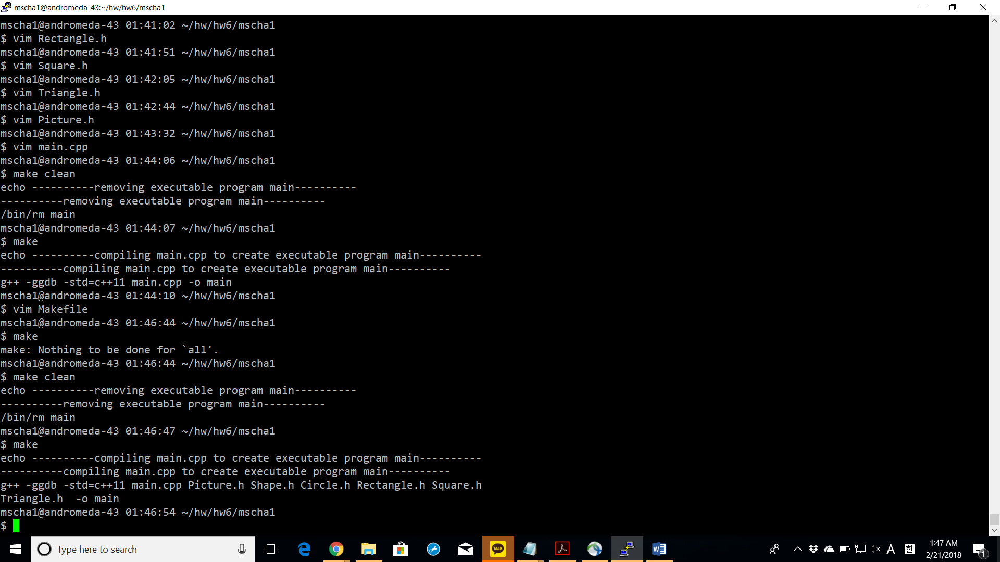 mscha1@andromeda-43:~/hw/hw6/mscha1
mscha1@andromeda-43 01:41:02 ~/hw/hw6/mscha1
$ vim Rectangle.h
mscha1@andromeda-43 01:41:51 ~/hw/hw6/mscha1
$ vim Square.h
mscha1@andromeda-43 01:42:05 ~/hw/hw6/mscha1
$ vim Triangle.h
mscha1@andromeda-43 01:42:44 ~/hw/hw6/mscha1
$ vim Picture.h
mscha1@andromeda-43 01:43:32 ~/hw/hw6/mscha1
$ vim main.cpp
mscha1@andromeda-43 01:44:06 ~/hw/hw6/mscha1
$ make clean
echo ----------removing executable program main----------
----------removing executable program main----------
/bin/rm main
mscha1@andromeda-43 01:44:07 ~/hw/hw6/mscha1
$ make
echo ----------compiling main.cpp to create executable program main----------
----------compiling main.cpp to create executable program main----------
g++ -ggdb -std=c++11 main.cpp -o main
mscha1@andromeda-43 01:44:10 ~/hw/hw6/mscha1
$ vim Makefile
mscha1@andromeda-43 01:46:44 ~/hw/hw6/mscha1
$ make
make: Nothing to be done for `all'.
mscha1@andromeda-43 01:46:44 ~/hw/hw6/mscha1
$ make clean
echo ----------removing executable program main----------
----------removing executable program main----------
/bin/rm main
mscha1@andromeda-43 01:46:47 ~/hw/hw6/mscha1
$ make
echo ----------compiling main.cpp to create executable program main----------
----------compiling main.cpp to create executable program main----------
g++ -ggdb -std=c++11 main.cpp Picture.h Shape.h Circle.h Rectangle.h Square.h
Triangle.h  -o main
mscha1@andromeda-43 01:46:54 ~/hw/hw6/mscha1
$
Type here to search
TALK
A
한
1:47 AM
2/21/2018
1